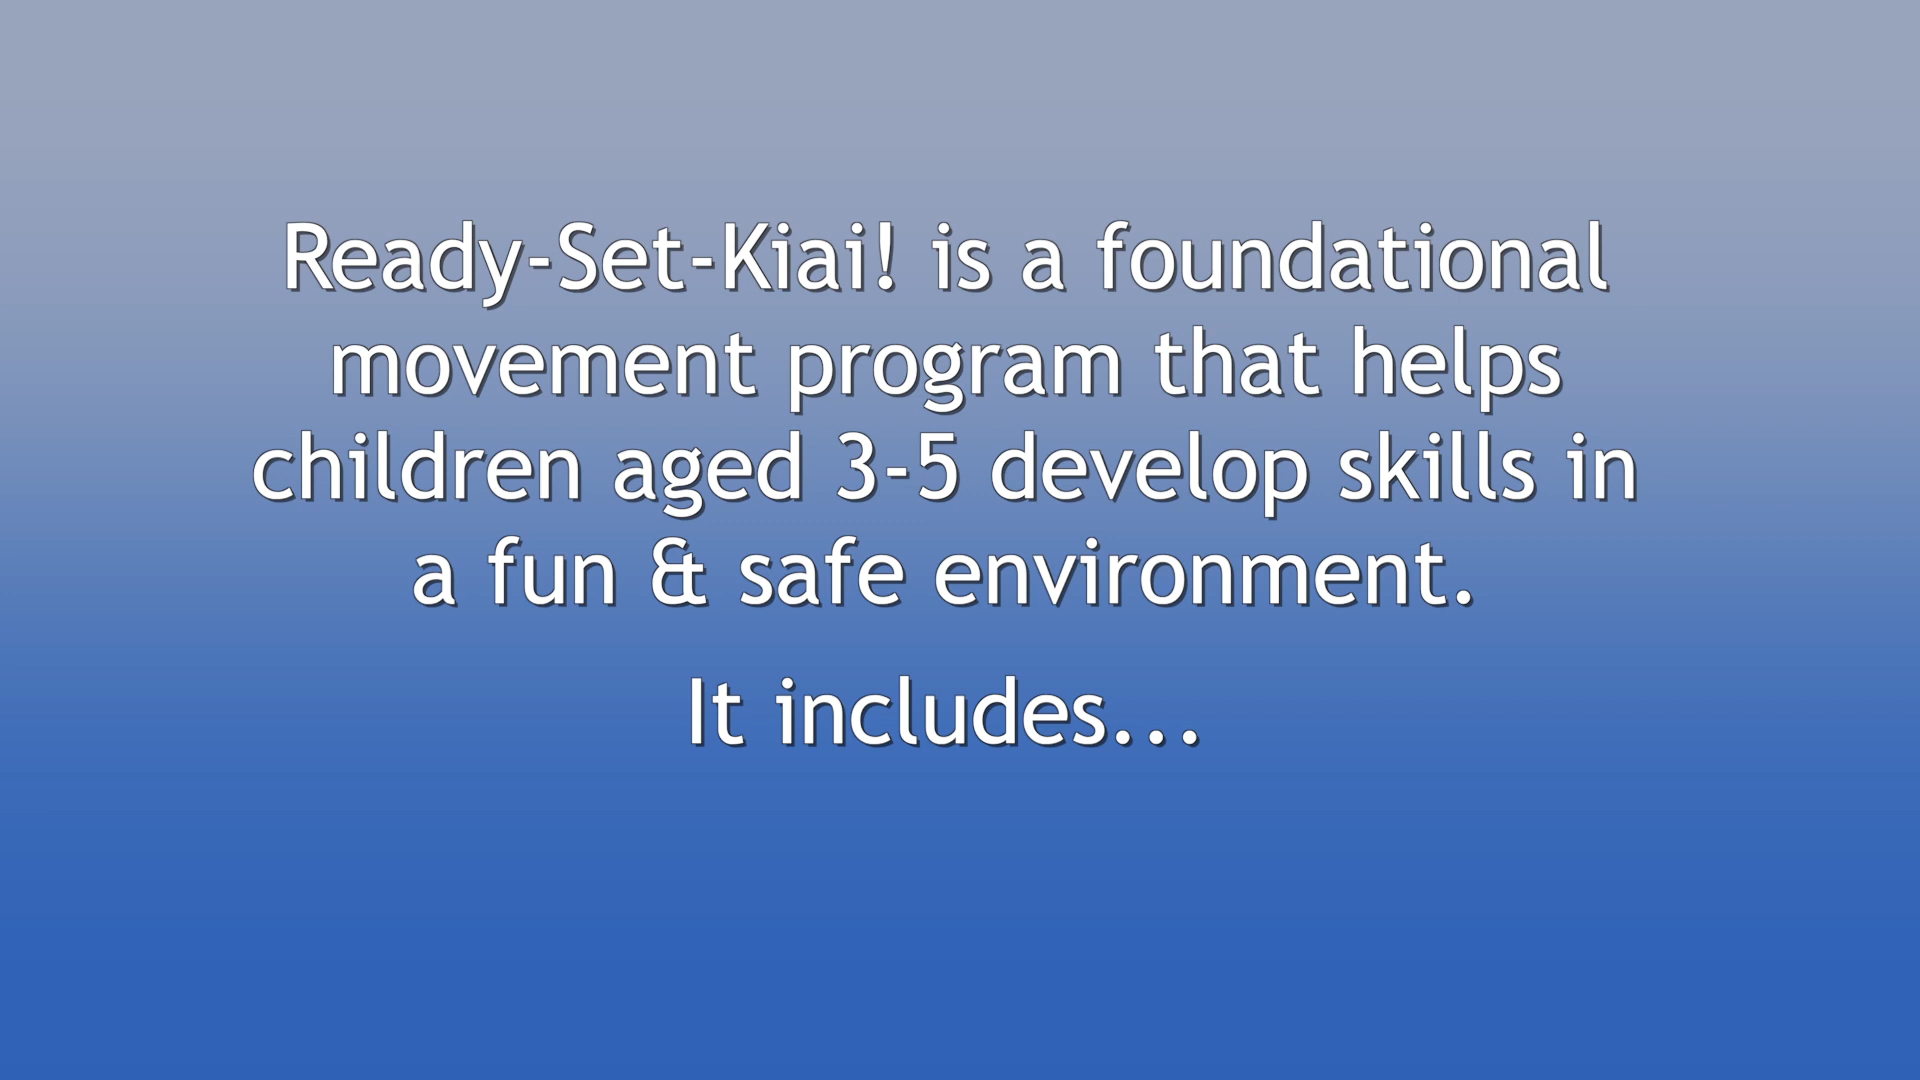 Ready-Set-Kiai! is a foundational
movement program that helps
children aged 3-5 develop skills in
a fun & safe environment.
It includes...